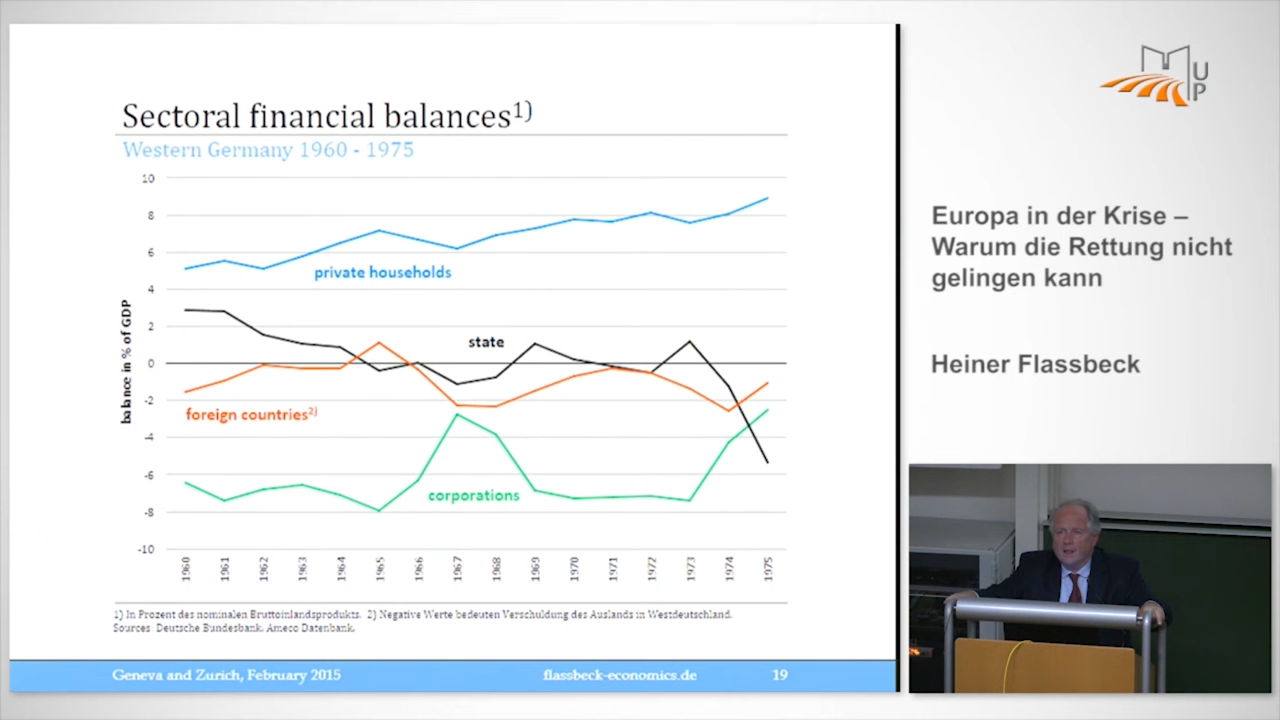 Sectoral financial balances1)
Western Germany 1960 - 1975
balance in % of GDP
10
8
6
4
2
0
-2
-4
-6
-8
-10
private households
state
foreign countries2)
corporations
1960 1961 1962 1963 1964 1965 1966 1967 1968 1969 1970 1971 1972 1973 1974 1975
1) In Prozent des nominalen Bruttoinlandsprodukts. 2) Negative Werte bedeuten Verschuldung des Auslands in Westdeutschland.
Sources: Deutsche Bundesbank. Ameco Datenbank.
Geneva and Zurich, February 2015 flassbeck-economics.de 19
UP
Europa in der Krise –
Warum die Rettung nicht
gelingen kann
Heiner Flassbeck